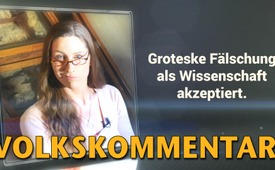 Groteske Fälschung
als Wissenschaft
akzeptiert.
VOLKSKOMMENTAR